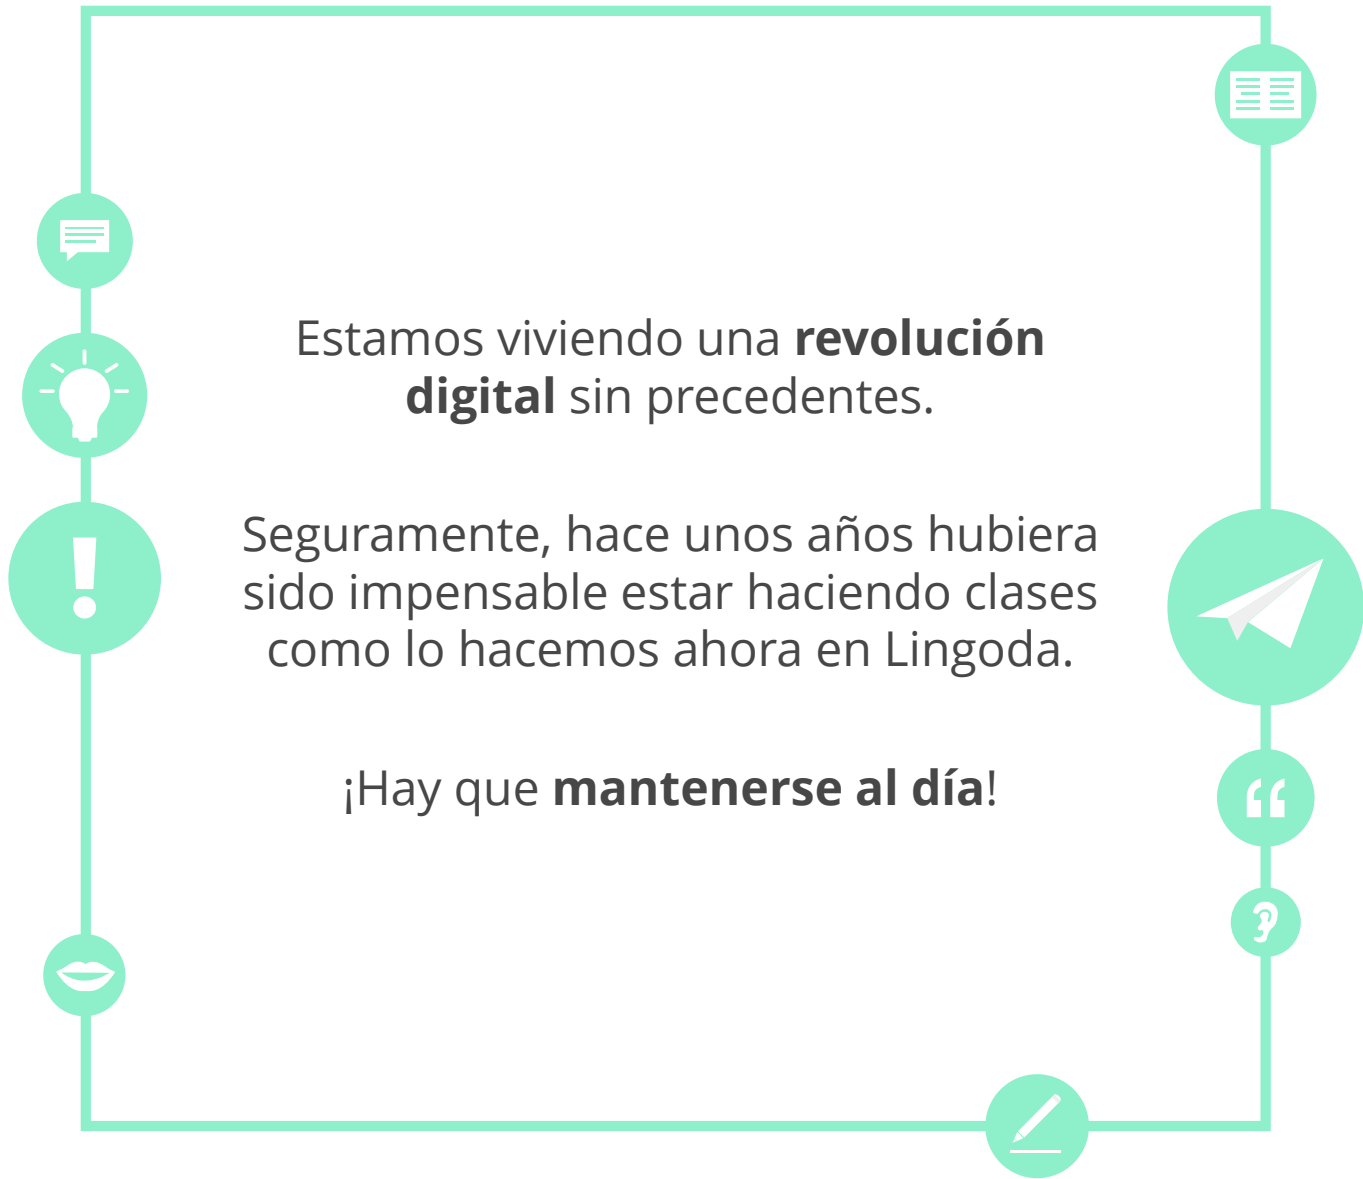 Estamos viviendo una revolución
digital sin precedentes.
Seguramente, hace unos años hubiera
sido impensable estar haciendo clases
como lo hacemos ahora en Lingoda.
¡Hay que mantenerse al día!